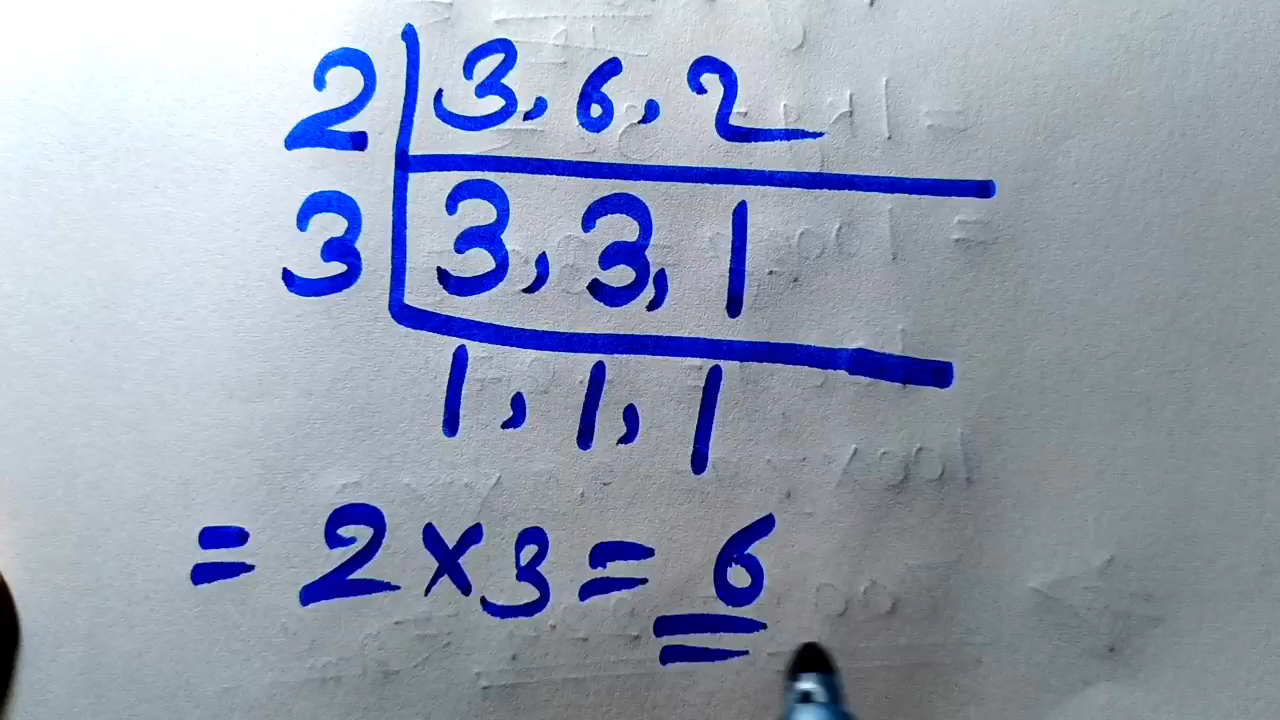 2 | 3, 6, 2
3 | 3, 3, 1
1, 1, 1
= 2 × 3 = 6